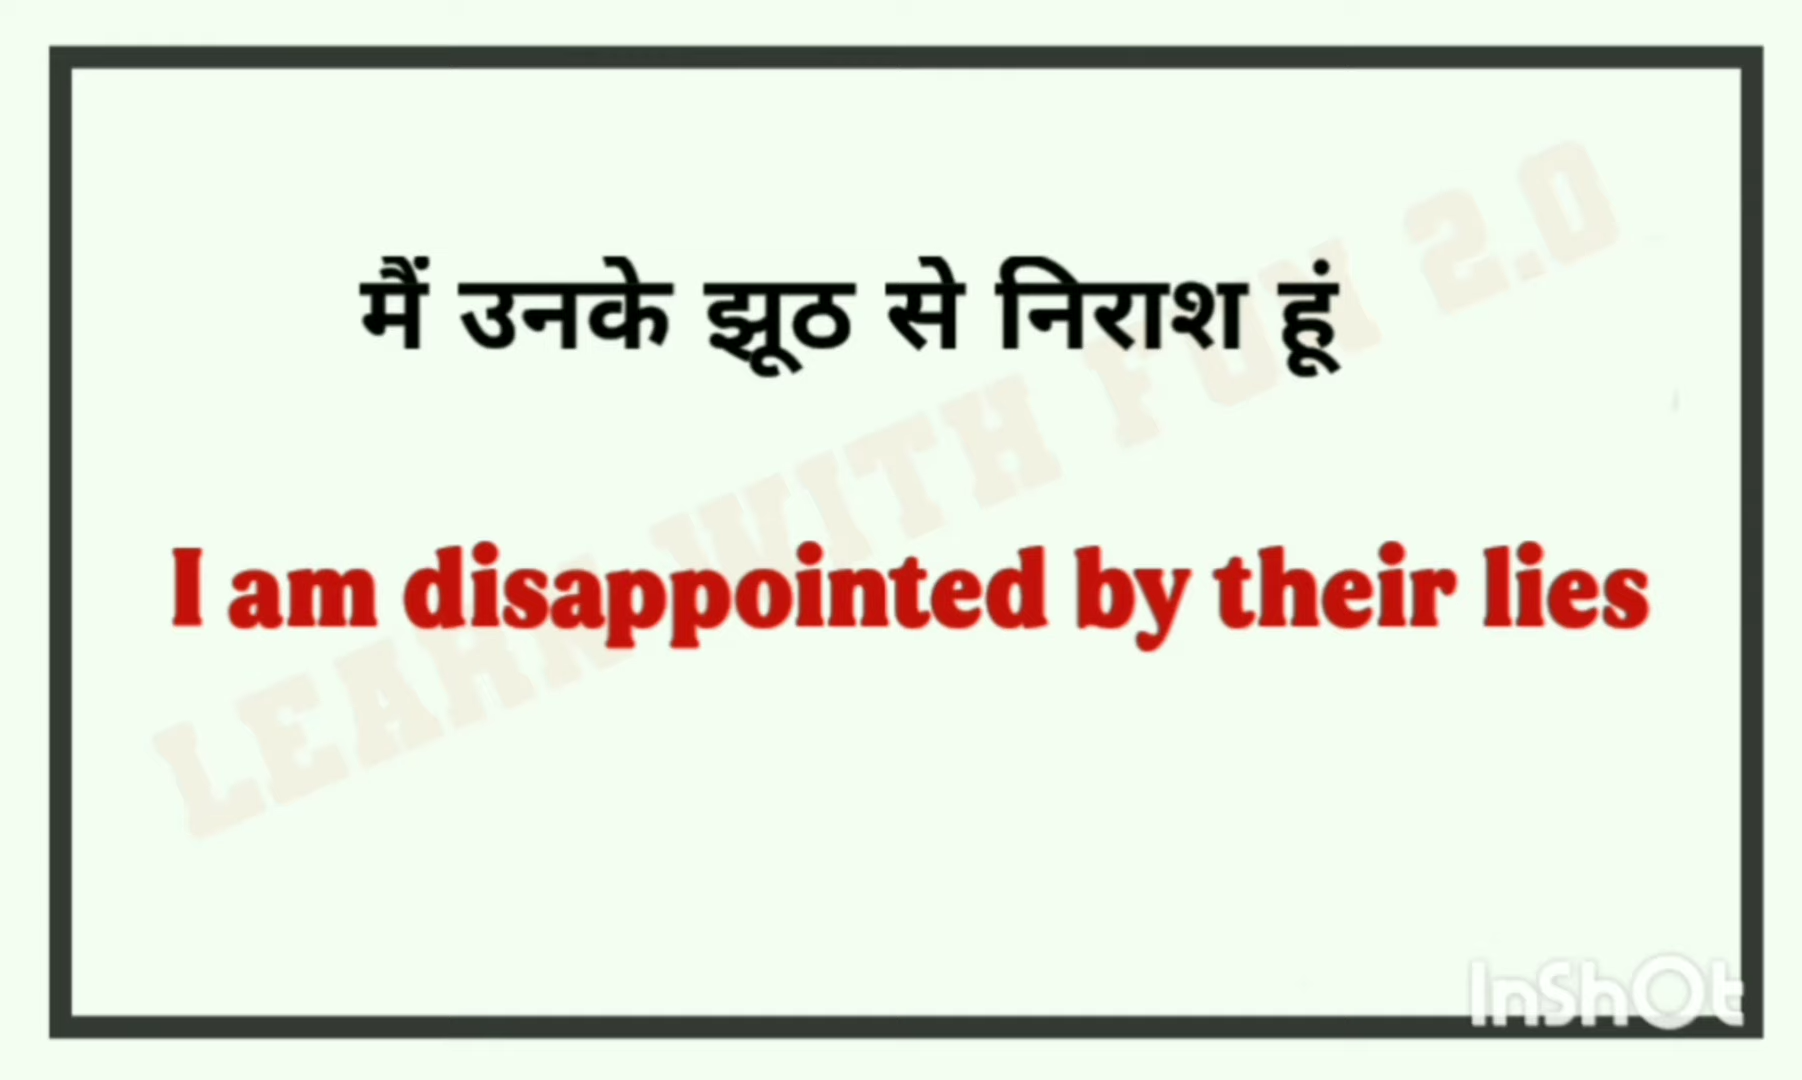 मैं उनके झूठ से निराश हूं
I am disappointed by their lies
LEARN WITH FUN 2.0
InShOt